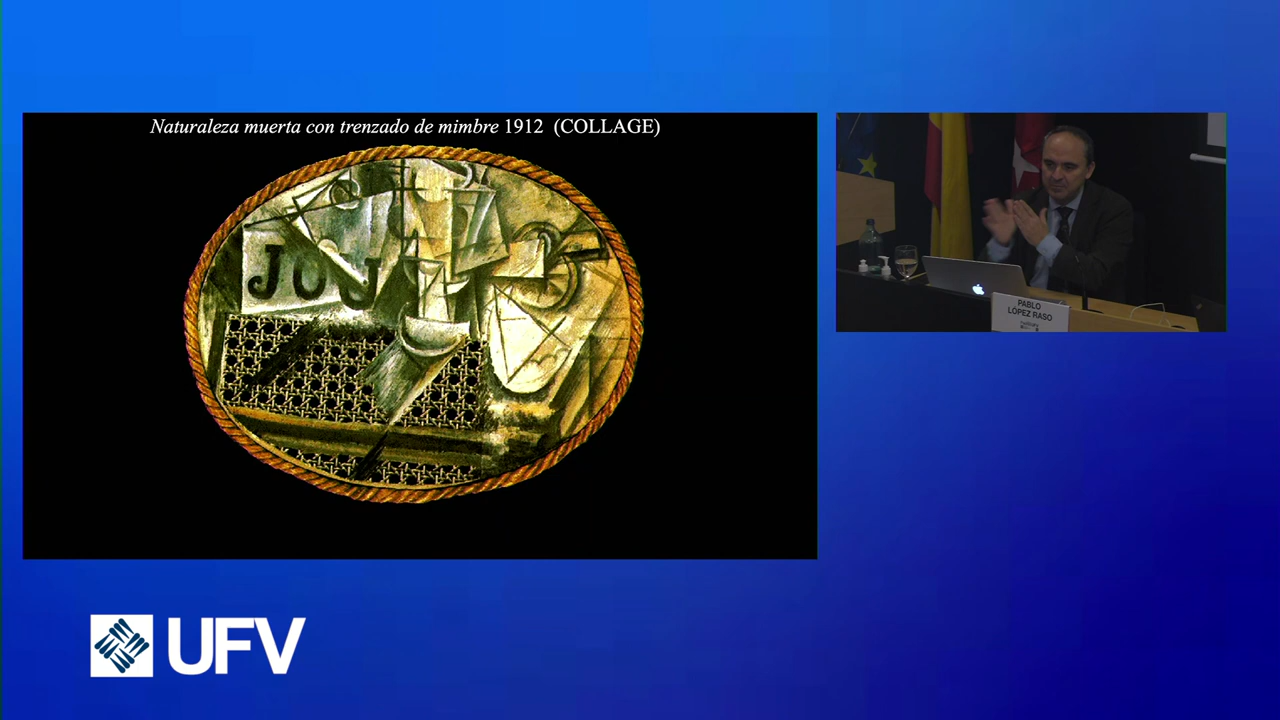 Naturaleza muerta con trenzado de mimbre 1912 (COLLAGE)
JOU
PABLO
LÓPEZ RASO
UFV